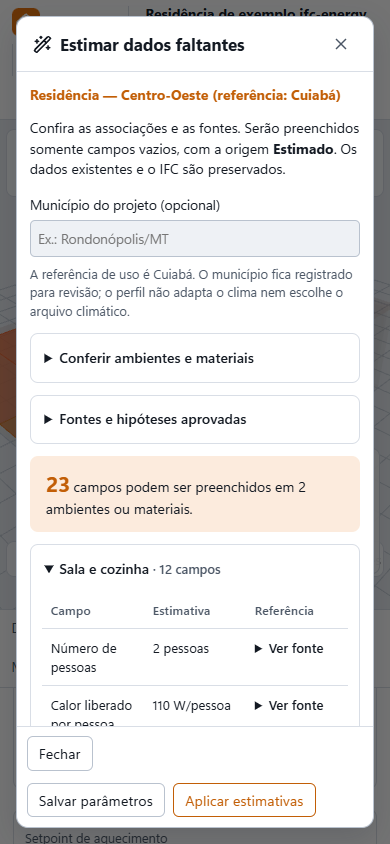 Residência de exemplo ifc-energy
Estimar dados faltantes
Residência — Centro-Oeste (referência: Cuiabá)
Confira as associações e as fontes. Serão preenchidos
somente campos vazios, com a origem Estimado. Os
dados existentes e o IFC são preservados.
Município do projeto (opcional)
Ex.: Rondonópolis/MT
A referência de uso é Cuiabá. O município fica registrado
para revisão; o perfil não adapta o clima nem escolhe o
arquivo climático.
▶ Conferir ambientes e materiais
▶ Fontes e hipóteses aprovadas
23 campos podem ser preenchidos em 2
ambientes ou materiais.
▼ Sala e cozinha · 12 campos
Campo Estimativa Referência
Número de
pessoas
2 pessoas
▶ Ver fonte
Calor liberado
por pessoa
110 W/pessoa
▶ Ver fonte
Fechar
Salvar parâmetros
Aplicar estimativas
Setpoint de aquecimento